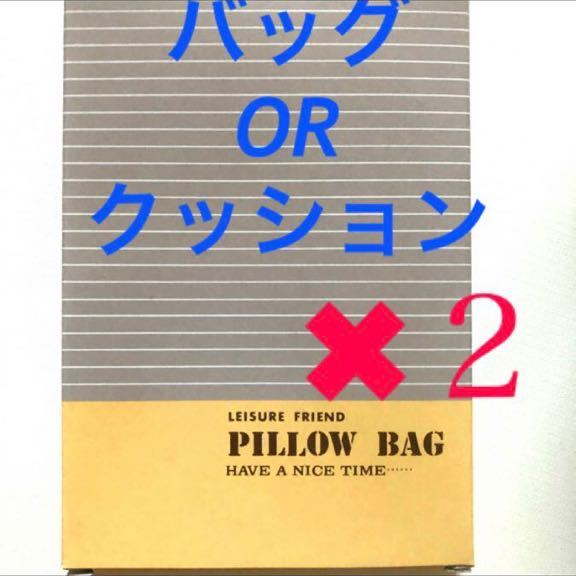 バッグ
OR
クッション
✖2
LEISURE FRIEND
PILLOW BAG
HAVE A NICE TIME······